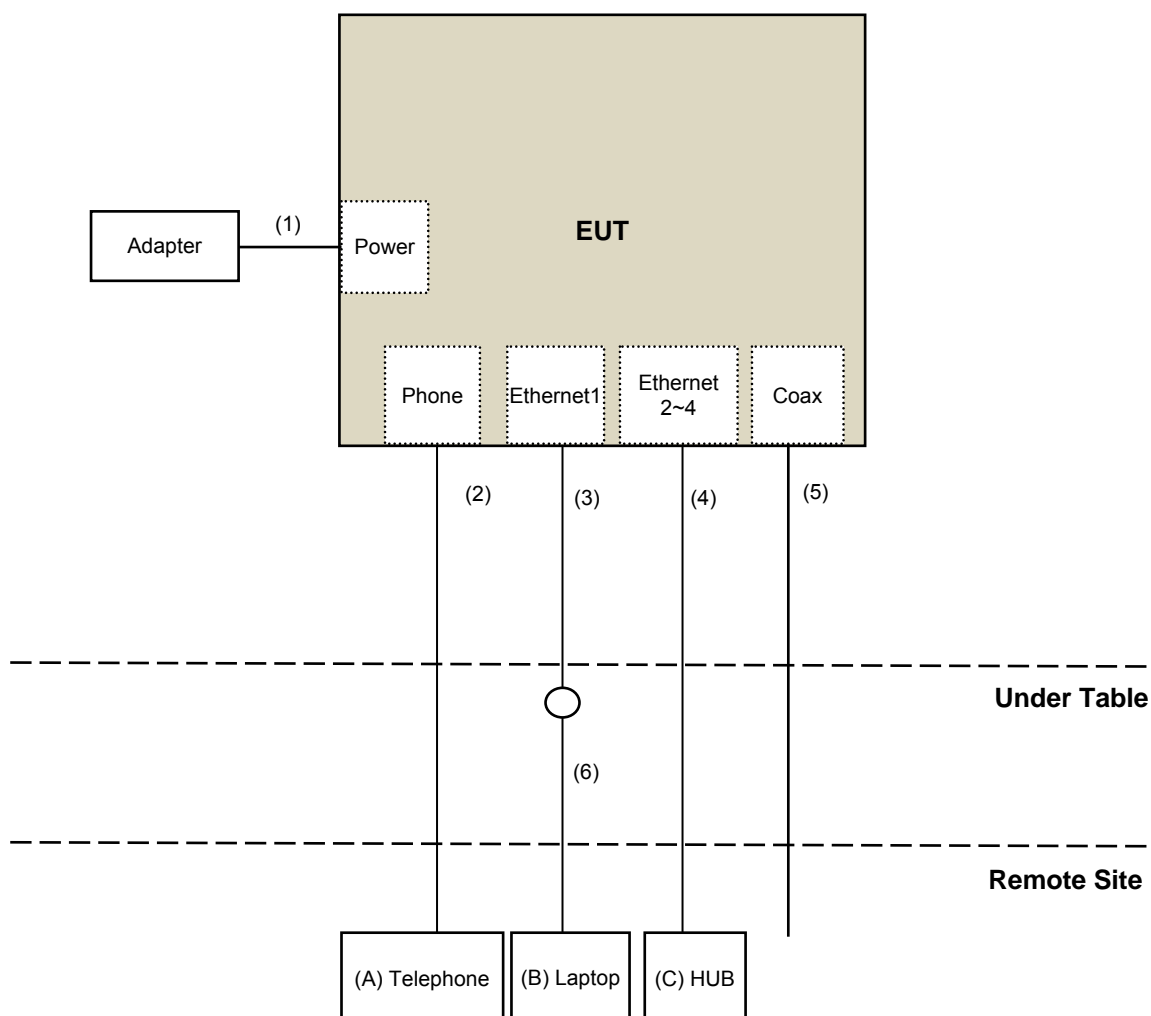 EUT
(1)
Adapter
Power
Phone
Ethernet1
Ethernet
2~4
Coax
(2)
(3)
(4)
(5)
Under Table
(6)
Remote Site
(A) Telephone
(B) Laptop
(C) HUB